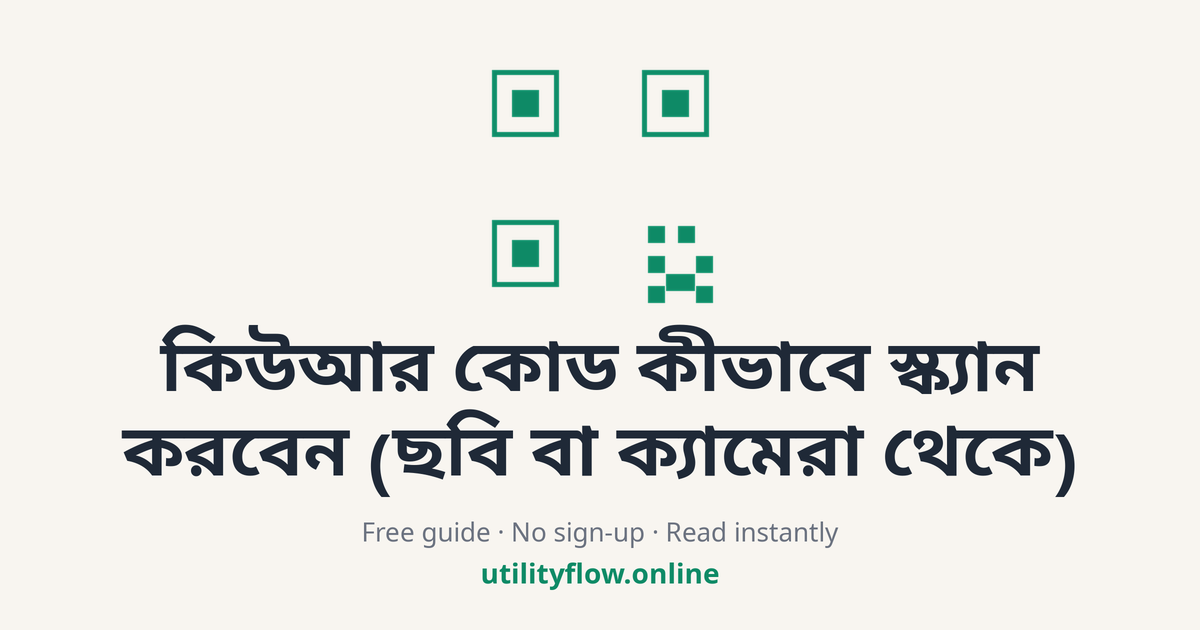 কিউআর কোড কীভাবে স্ক্যান
করবেন (ছবি বা ক্যামেরা থেকে)
Free guide · No sign-up · Read instantly
utilityflow.online